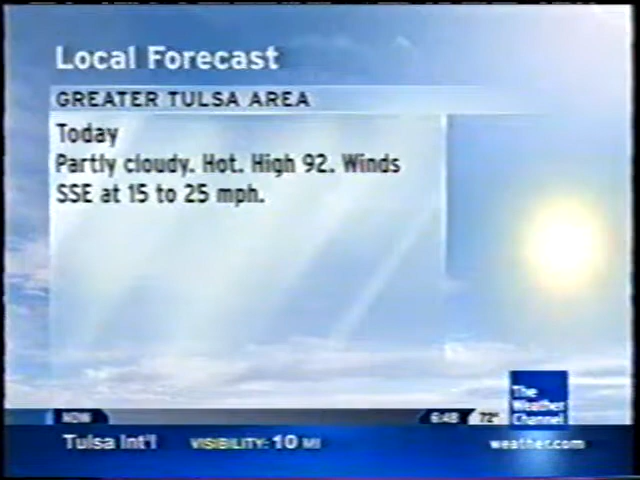 Local Forecast
GREATER TULSA AREA
Today
Partly cloudy. Hot. High 92. Winds
SSE at 15 to 25 mph.
NOW
6:48 72°
The
Weather
Channel
Tulsa Int'l VISIBILITY: 10 MI
weather.com